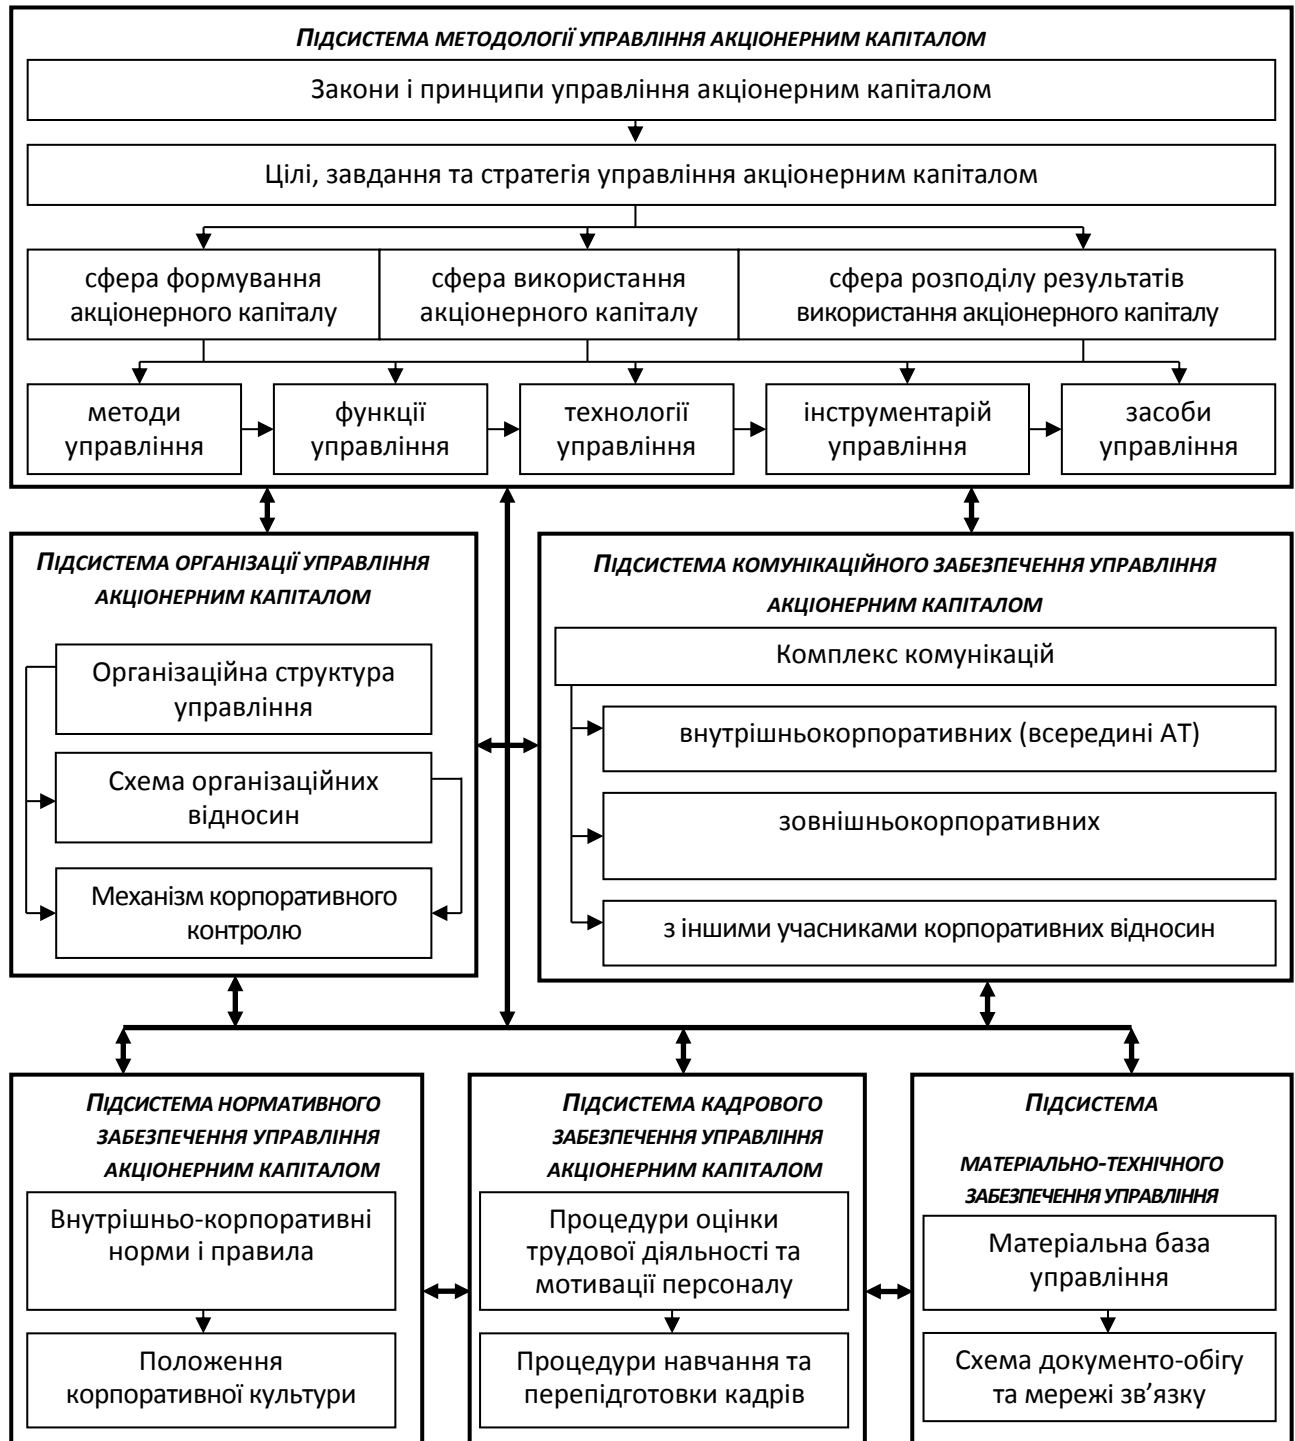 ПІДСИСТЕМА МЕТОДОЛОГІЇ УПРАВЛІННЯ АКЦІОНЕРНИМ КАПІТАЛОМ
Закони і принципи управління акціонерним капіталом
Цілі, завдання та стратегія управління акціонерним капіталом
сфера формування
акціонерного капіталу
сфера використання
акціонерного капіталу
сфера розподілу результатів
використання акціонерного капіталу
методи
управління
функції
управління
технології
управління
інструментарій
управління
засоби
управління
ПІДСИСТЕМА ОРГАНІЗАЦІЇ УПРАВЛІННЯ
АКЦІОНЕРНИМ КАПІТАЛОМ
Організаційна структура
управління
Схема організаційних
відносин
Механізм корпоративного
контролю
ПІДСИСТЕМА КОМУНІКАЦІЙНОГО ЗАБЕЗПЕЧЕННЯ УПРАВЛІННЯ
АКЦІОНЕРНИМ КАПІТАЛОМ
Комплекс комунікацій
внутрішньокорпоративних (всередині АТ)
зовнішньокорпоративних
з іншими учасниками корпоративних відносин
ПІДСИСТЕМА НОРМАТИВНОГО
ЗАБЕЗПЕЧЕННЯ УПРАВЛІННЯ
АКЦІОНЕРНИМ КАПІТАЛОМ
Внутрішньо-корпоративні
норми і правила
Положення
корпоративної культури
ПІДСИСТЕМА КАДРОВОГО
ЗАБЕЗПЕЧЕННЯ УПРАВЛІННЯ
АКЦІОНЕРНИМ КАПІТАЛОМ
Процедури оцінки
трудової діяльності та
мотивації персоналу
Процедури навчання та
перепідготовки кадрів
ПІДСИСТЕМА
МАТЕРІАЛЬНО-ТЕХНІЧНОГО
ЗАБЕЗПЕЧЕННЯ УПРАВЛІННЯ
Матеріальна база
управління
Схема документо-обігу
та мережі зв’язку